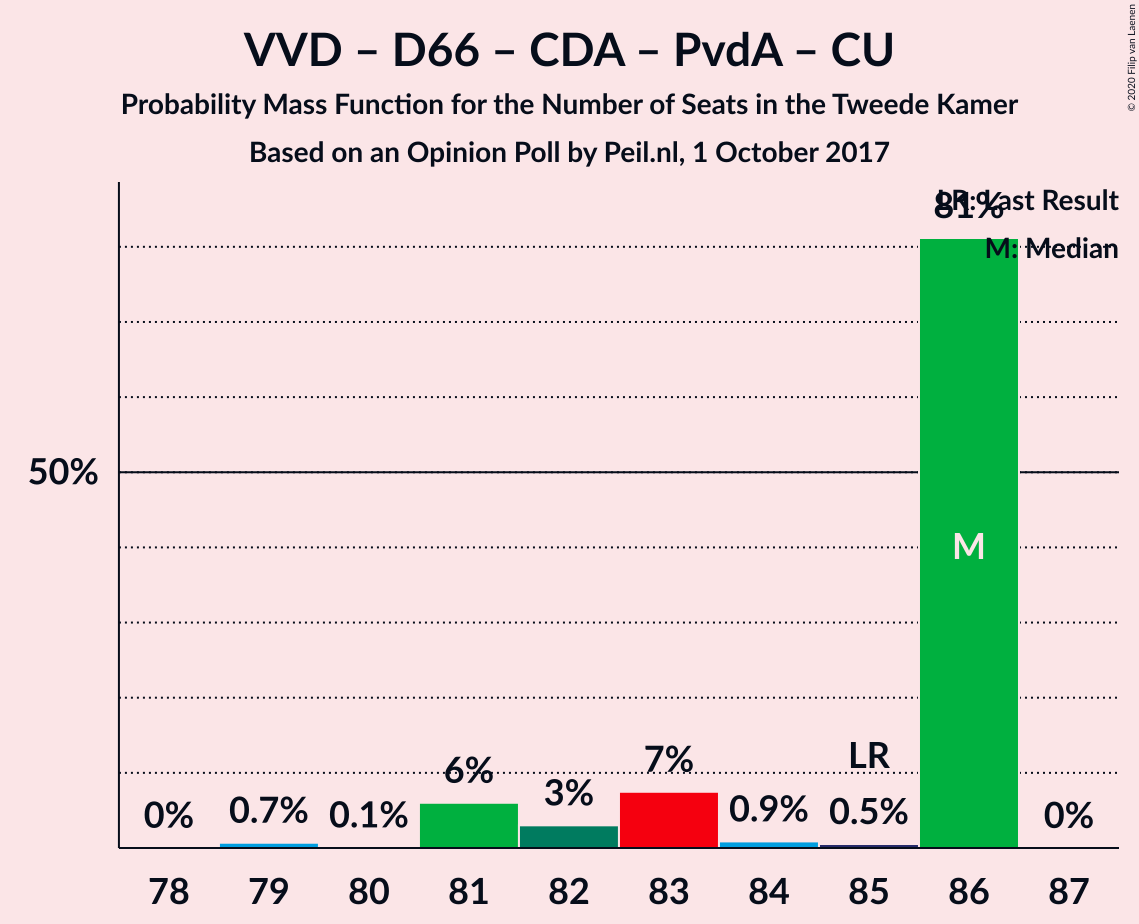 VVD – D66 – CDA – PvdA – CU
Probability Mass Function for the Number of Seats in the Tweede Kamer
Based on an Opinion Poll by Peil.nl, 1 October 2017
© 2020 Filip van Laenen
LR: Last Result
M: Median
81%
50%
M
LR
0% 0.7% 0.1% 6% 3% 7% 0.9% 0.5% 0%
78 79 80 81 82 83 84 85 86 87